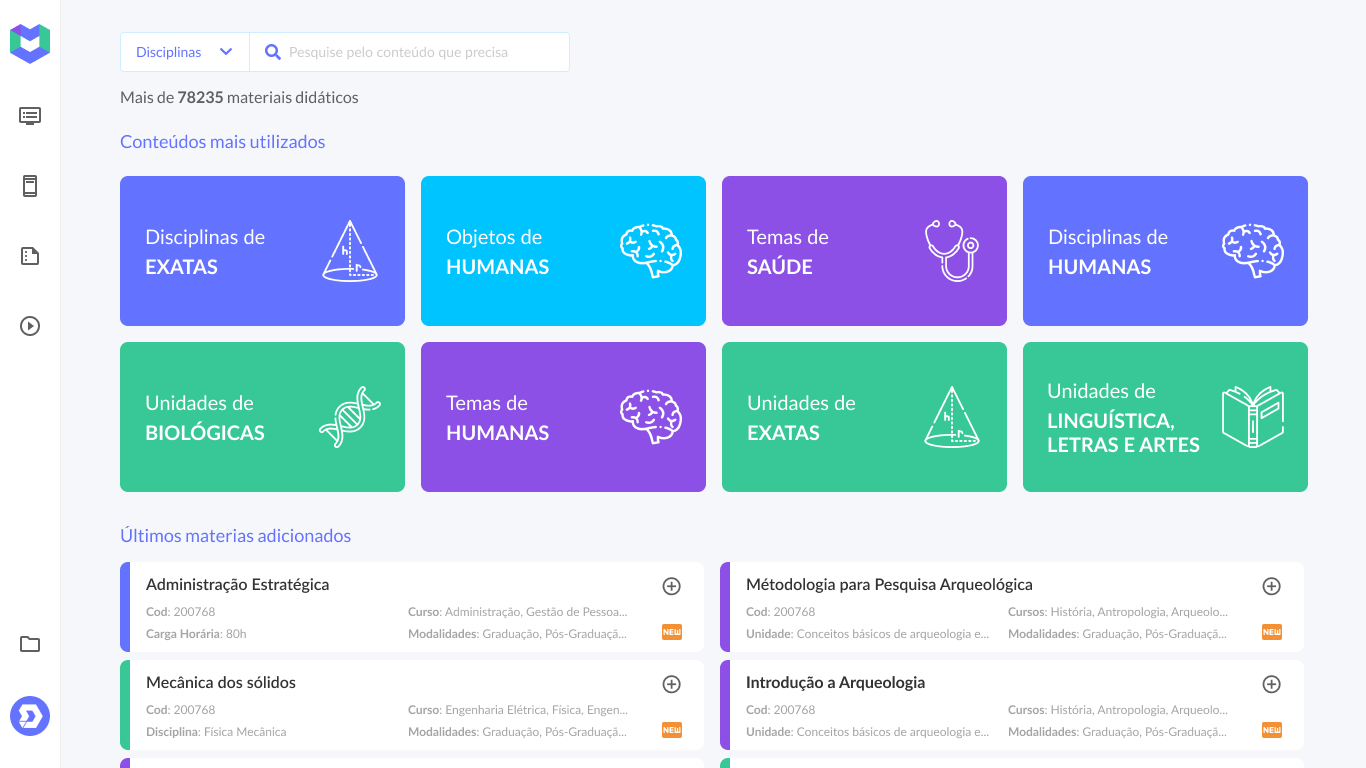 Disciplinas
Pesquise pelo conteúdo que precisa
Mais de 78235 materiais didáticos
Conteúdos mais utilizados
Disciplinas de
EXATAS
h
r
Objetos de
HUMANAS
Temas de
SAÚDE
Disciplinas de
HUMANAS
Unidades de
BIOLÓGICAS
Temas de
HUMANAS
Unidades de
EXATAS
h
r
Unidades de
LINGUÍSTICA,
LETRAS E ARTES
Últimos materias adicionados
Administração Estratégica
Cod: 200768
Curso: Administração, Gestão de Pessoa...
Carga Horária: 80h
Modalidades: Graduação, Pós-Graduaçã...
NEW
Métodologia para Pesquisa Arqueológica
Cod: 200768
Cursos: História, Antropologia, Arqueolo...
Unidade: Conceitos básicos de arqueologia e...
Modalidades: Graduação, Pós-Graduaçã...
NEW
Mecânica dos sólidos
Cod: 200768
Curso: Engenharia Elétrica, Física, Engen...
Disciplina: Física Mecânica
Modalidades: Graduação, Pós-Graduaçã...
NEW
Introdução a Arqueologia
Cod: 200768
Cursos: História, Antropologia, Arqueolo...
Unidade: Conceitos básicos de arqueologia e...
Modalidades: Graduação, Pós-Graduaçã...
NEW